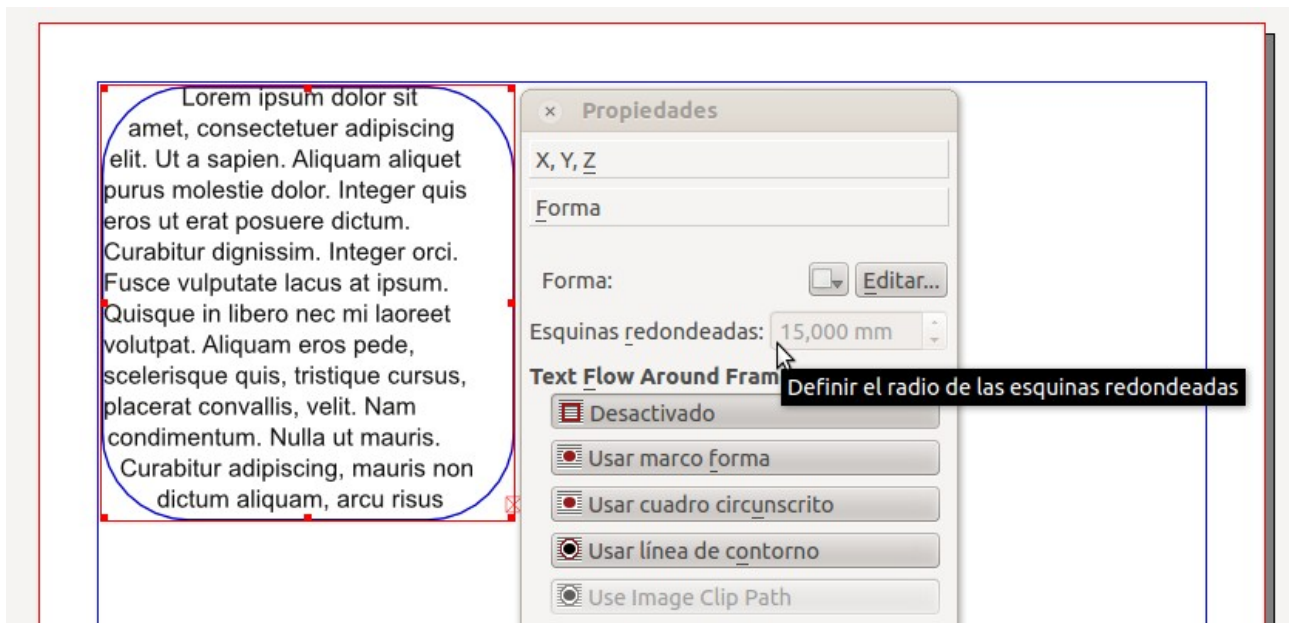 Lorem ipsum dolor sit
amet, consectetuer adipiscing
elit. Ut a sapien. Aliquam aliquet
purus molestie dolor. Integer quis
eros ut erat posuere dictum.
Curabitur dignissim. Integer orci.
Fusce vulputate lacus at ipsum.
Quisque in libero nec mi laoreet
volutpat. Aliquam eros pede,
scelerisque quis, tristique cursus,
placerat convallis, velit. Nam
condimentum. Nulla ut mauris.
Curabitur adipiscing, mauris non
dictum aliquam, arcu risus
Propiedades
X, Y, Z
Forma
Forma: Editar...
Esquinas redondeadas: 15,000 mm
Text Flow Around Fram
Definir el radio de las esquinas redondeadas
Desactivado
Usar marco forma
Usar cuadro circunscrito
Usar línea de contorno
Use Image Clip Path